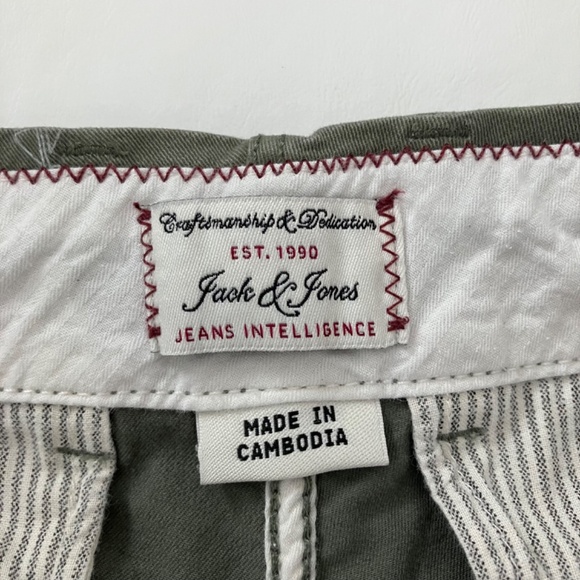 Craftsmanship & Dedication
EST. 1990
Jack & Jones
JEANS INTELLIGENCE
MADE IN
CAMBODIA